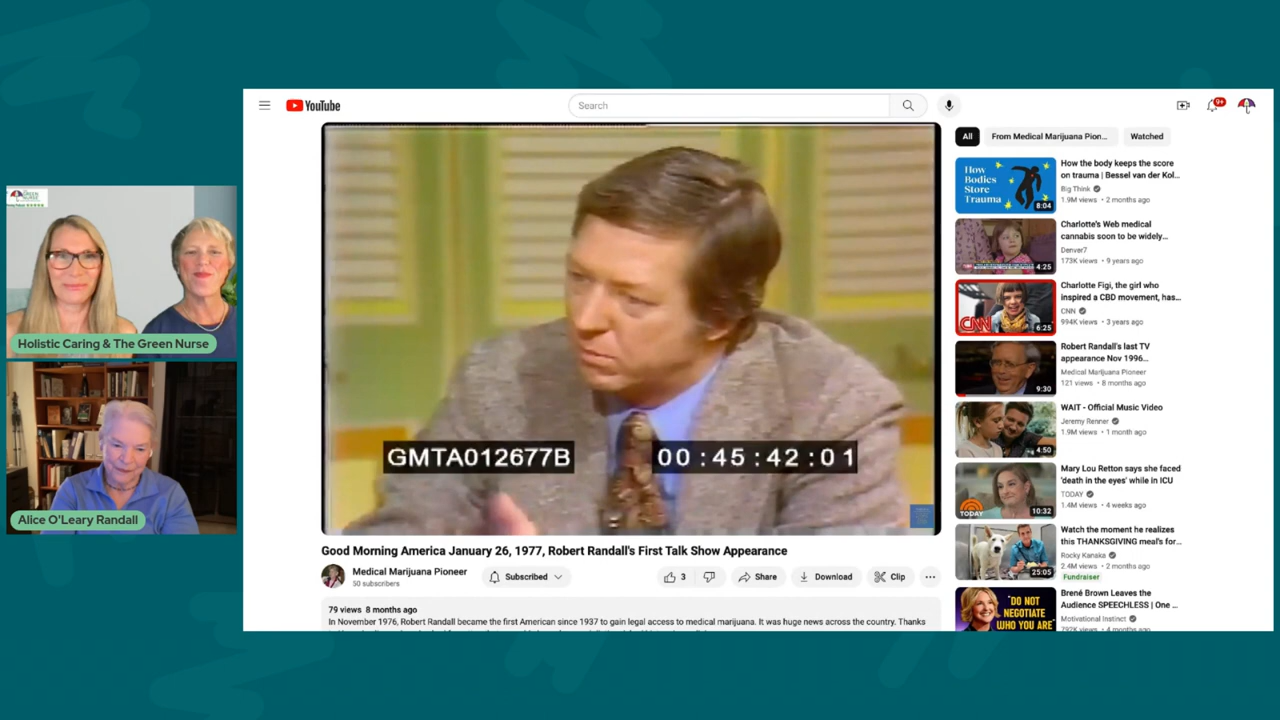 YouTube
Search
9+
GMTA012677B
00:45:42:01
Good Morning America January 26, 1977, Robert Randall's First Talk Show Appearance
Medical Marijuana Pioneer
50 subscribers
Subscribed
3
Share
Download
Clip
79 views 8 months ago
In November 1976, Robert Randall became the first American since 1937 to gain legal access to medical marijuana. It was huge news across the country. Thanks
All
From Medical Marijuana Pion...
Watched
How Bodies Store Trauma
8:04
How the body keeps the score
on trauma | Bessel van der Kol...
Big Think
1.9M views • 2 months ago
4:25
Charlotte's Web medical
cannabis soon to be widely...
Denver7
173K views • 9 years ago
CNN
6:25
Charlotte Figi, the girl who
inspired a CBD movement, has...
CNN
994K views • 3 years ago
9:30
Robert Randall's last TV
appearance Nov 1996...
Medical Marijuana Pioneer
121 views • 8 months ago
4:50
WAIT - Official Music Video
Jeremy Renner
1.9M views • 1 month ago
TODAY
10:32
Mary Lou Retton says she faced
'death in the eyes' while in ICU
TODAY
1.4M views • 4 weeks ago
25:05
Watch the moment he realizes
this THANKSGIVING meal's for...
Rocky Kanaka
2.4M views • 2 months ago
Fundraiser
"DO NOT
NEGOTIATE
WHO YOU ARE
Brené Brown Leaves the
Audience SPEECHLESS | One ...
Motivational Instinct
792K views • 4 months ago
GREEN
NURSE
Holistic Caring & The Green Nurse
Alice O'Leary Randall